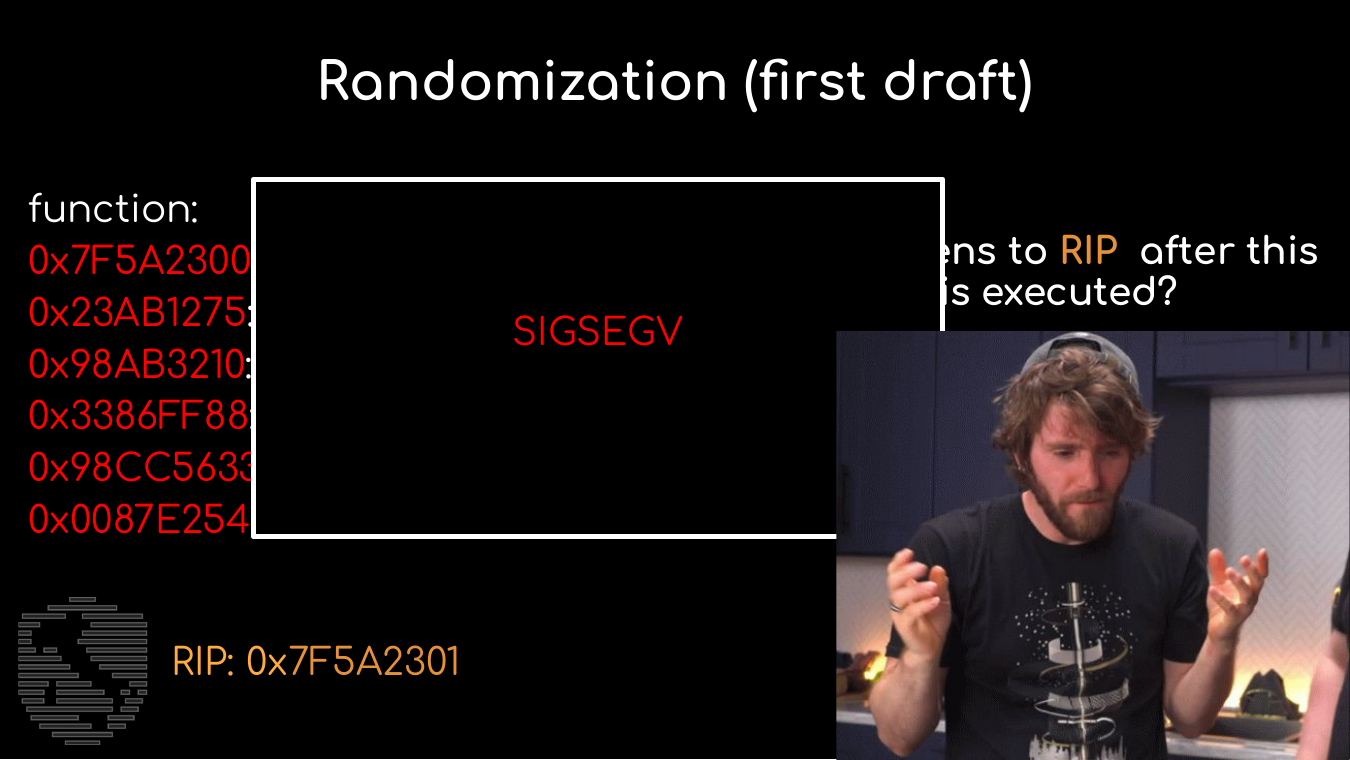 Randomization (first draft)
function:
0x7F5A2300
0x23AB1275:
0x98AB3210:
0x3386FF88:
0x98CC5633
0x0087E254
SIGSEGV
to RIP after this
is executed?
RIP: 0x7F5A2301